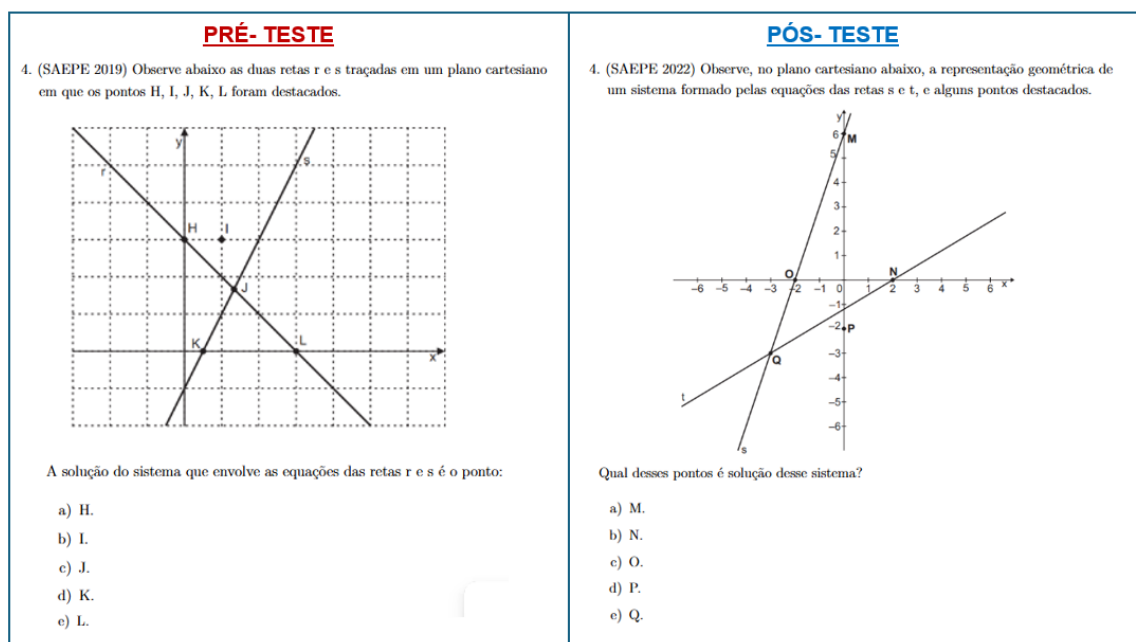 PRÉ- TESTE
4. (SAEPE 2019) Observe abaixo as duas retas r e s traçadas em um plano cartesiano
em que os pontos H, I, J, K, L foram destacados.
y
s
r
H
I
J
K
L
x
A solução do sistema que envolve as equações das retas r e s é o ponto:
a) H.
b) I.
c) J.
d) K.
e) L.
PÓS- TESTE
4. (SAEPE 2022) Observe, no plano cartesiano abaixo, a representação geométrica de
um sistema formado pelas equações das retas s e t, e alguns pontos destacados.
y
6
M
5
4
3
2
1
O
N
–6 –5 –4 –3 –2 –1 0 1 2 3 4 5 6 x
–1
–2
P
–3
Q
–4
t
–5
–6
s
Qual desses pontos é solução desse sistema?
a) M.
b) N.
c) O.
d) P.
e) Q.